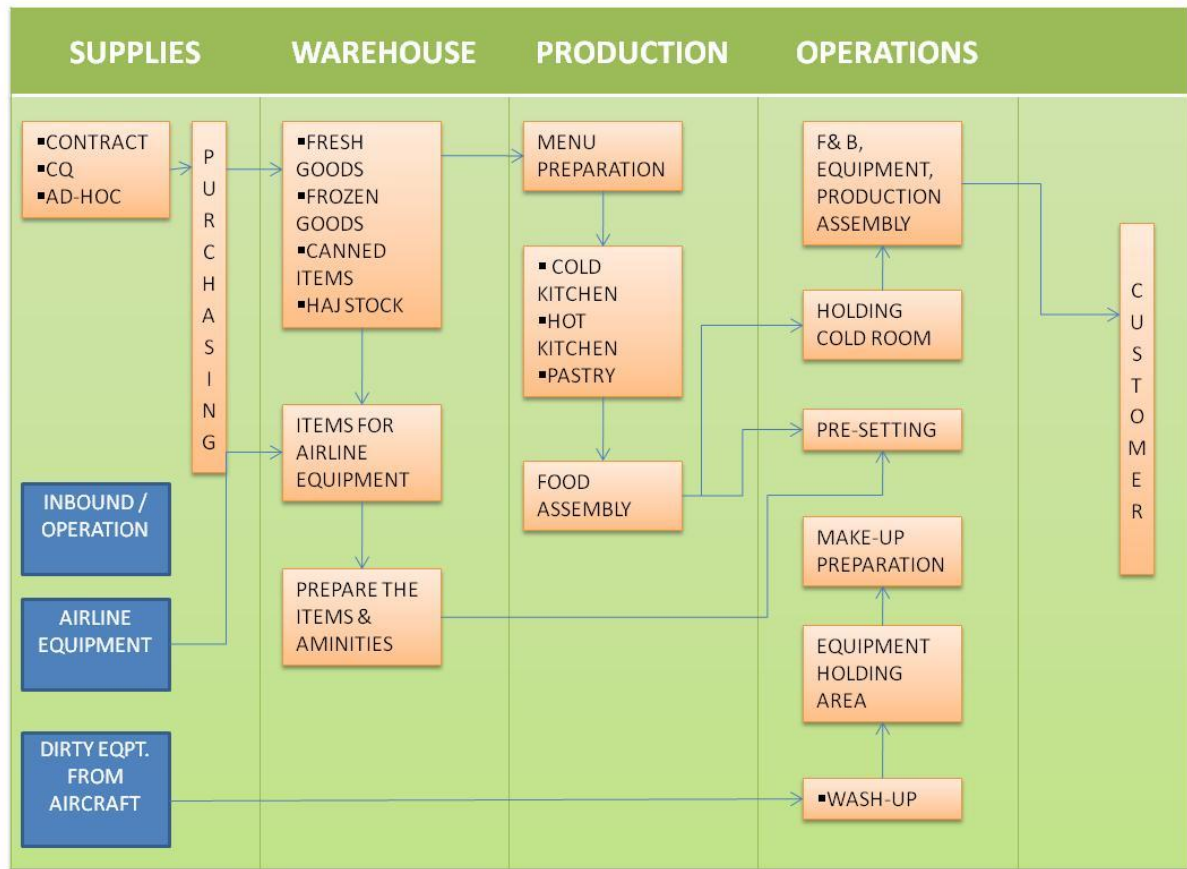 SUPPLIES
WAREHOUSE
PRODUCTION
OPERATIONS
▪CONTRACT
▪CQ
▪AD-HOC
P
U
R
C
H
A
S
I
N
G
INBOUND /
OPERATION
AIRLINE
EQUIPMENT
DIRTY EQPT.
FROM
AIRCRAFT
▪FRESH
GOODS
▪FROZEN
GOODS
▪CANNED
ITEMS
▪HAJ STOCK
ITEMS FOR
AIRLINE
EQUIPMENT
PREPARE THE
ITEMS &
AMINITIES
MENU
PREPARATION
▪ COLD
KITCHEN
▪HOT
KITCHEN
▪PASTRY
FOOD
ASSEMBLY
F& B,
EQUIPMENT,
PRODUCTION
ASSEMBLY
HOLDING
COLD ROOM
PRE-SETTING
MAKE-UP
PREPARATION
EQUIPMENT
HOLDING
AREA
▪WASH-UP
C
U
S
T
O
M
E
R